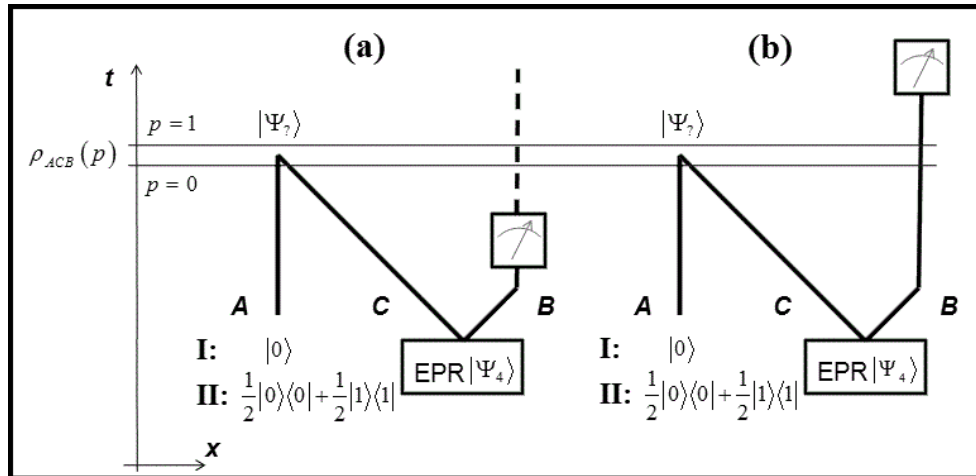 (a) (b)
t
p = 1 |Ψ?⟩ |Ψ?⟩
ρ_ACB(p)
p = 0
A C B A C B
I: |0⟩ EPR|Ψ₄⟩ I: |0⟩ EPR|Ψ₄⟩
II: 1/2|0⟩⟨0| + 1/2|1⟩⟨1| II: 1/2|0⟩⟨0| + 1/2|1⟩⟨1|
x